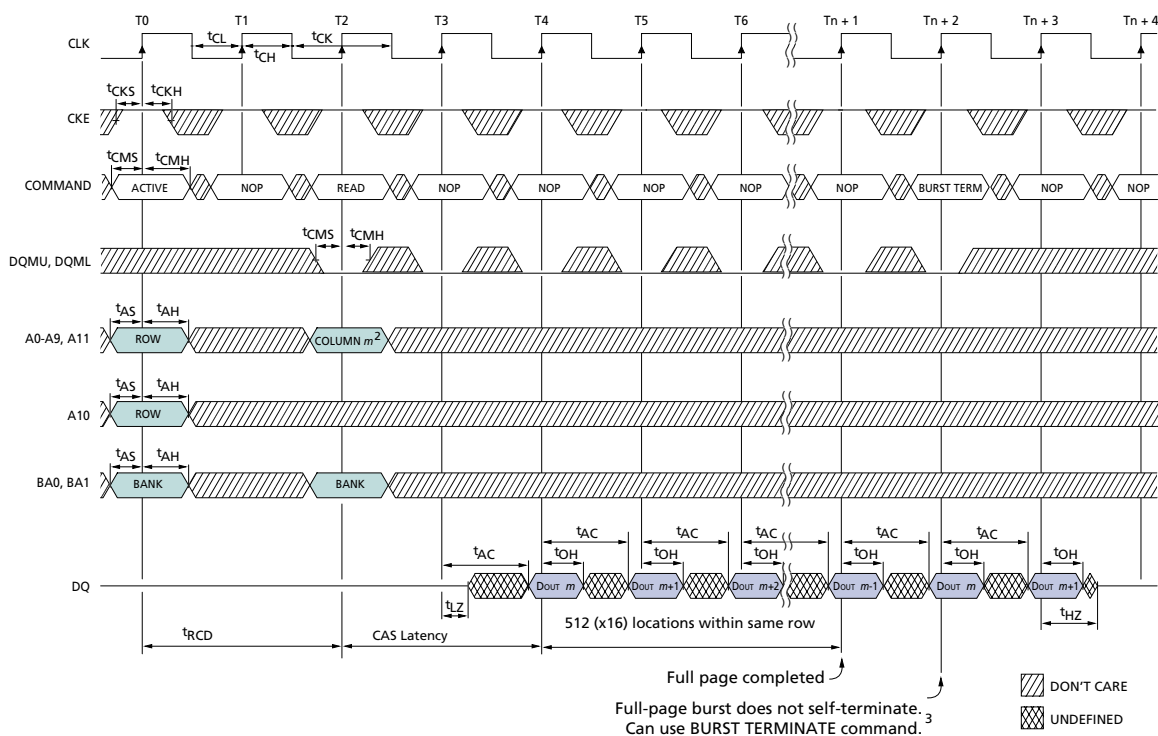 T0 T1 T2 T3 T4 T5 T6 Tn + 1 Tn + 2 Tn + 3 Tn + 4
CLK
tCL tCK
tCH
tCKS tCKH
CKE
tCMS tCMH
COMMAND ACTIVE NOP READ NOP NOP NOP NOP NOP BURST TERM NOP NOP
tCMS tCMH
DQMU, DQML
tAS tAH
A0-A9, A11 ROW COLUMN m2
tAS tAH
A10 ROW
tAS tAH
BA0, BA1 BANK BANK
tAC tAC tAC tAC tAC tAC
tOH tOH tOH tOH tOH tOH
DQ DOUT m DOUT m+1 DOUT m+2 DOUT m-1 DOUT m DOUT m+1
tLZ tHZ
512 (x16) locations within same row
tRCD CAS Latency
Full page completed
Full-page burst does not self-terminate.
Can use BURST TERMINATE command. 3
DON'T CARE
UNDEFINED